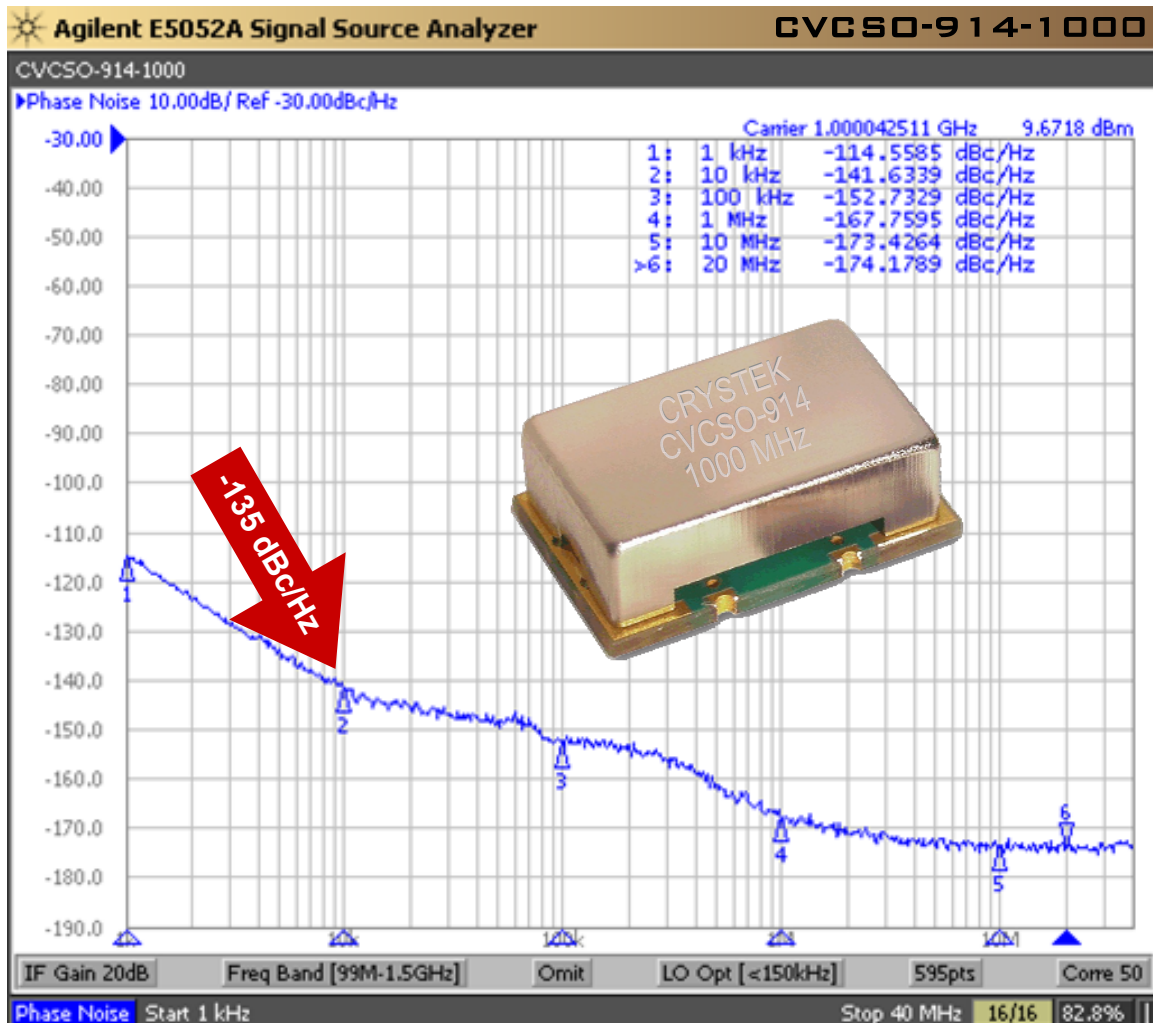 Agilent E5052A Signal Source Analyzer CVCSO-914-1000
CVCSO-914-1000
Phase Noise 10.00dB/ Ref -30.00dBc/Hz
Carrier 1.000042511 GHz 9.6718 dBm
1: 1 kHz -114.5585 dBc/Hz
2: 10 kHz -141.6339 dBc/Hz
3: 100 kHz -152.7329 dBc/Hz
4: 1 MHz -167.7595 dBc/Hz
5: 10 MHz -173.4264 dBc/Hz
>6: 20 MHz -174.1789 dBc/Hz
-30.00
-40.00
-50.00
-60.00
-70.00
-80.00
-90.00
-100.0
-110.0
-120.0
-130.0
-140.0
-150.0
-160.0
-170.0
-180.0
-190.0
CRYSTEK
CVCSO-914
1000 MHz
-135 dBc/Hz
1
2
3
4
5
6
10k 100k 10M
IF Gain 20dB Freq Band [99M-1.5GHz] Omit LO Opt [<150kHz] 595pts Corre 50
Phase Noise Start 1 kHz Stop 40 MHz 16/16 82.8%